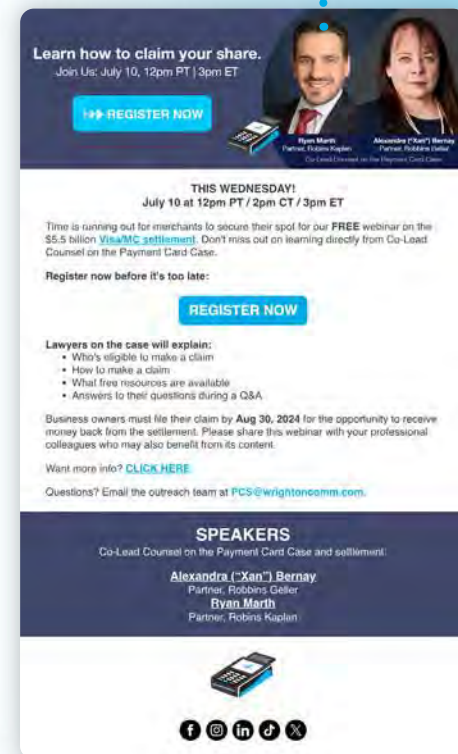 Learn how to claim your share.
Join Us: July 10, 12pm PT | 3pm ET
REGISTER NOW
Ryan Marth
Partner, Robins Kaplan
Alexandra ("Xan") Bernay
Partner, Robbins Geller
Co-Lead Counsel on the Payment Card Case
THIS WEDNESDAY!
July 10 at 12pm PT / 2pm CT / 3pm ET
Time is running out for merchants to secure their spot for our FREE webinar on the
$5.5 billion Visa/MC settlement. Don't miss out on learning directly from Co-Lead
Counsel on the Payment Card Case.
Register now before it's too late:
REGISTER NOW
Lawyers on the case will explain:
• Who's eligible to make a claim
• How to make a claim
• What free resources are available
• Answers to their questions during a Q&A
Business owners must file their claim by Aug 30, 2024 for the opportunity to receive
money back from the settlement. Please share this webinar with your professional
colleagues who may also benefit from its content.
Want more info? CLICK HERE
Questions? Email the outreach team at PCS@wrightoncomm.com.
SPEAKERS
Co-Lead Counsel on the Payment Card Case and settlement:
Alexandra ("Xan") Bernay
Partner, Robbins Geller
Ryan Marth
Partner, Robins Kaplan